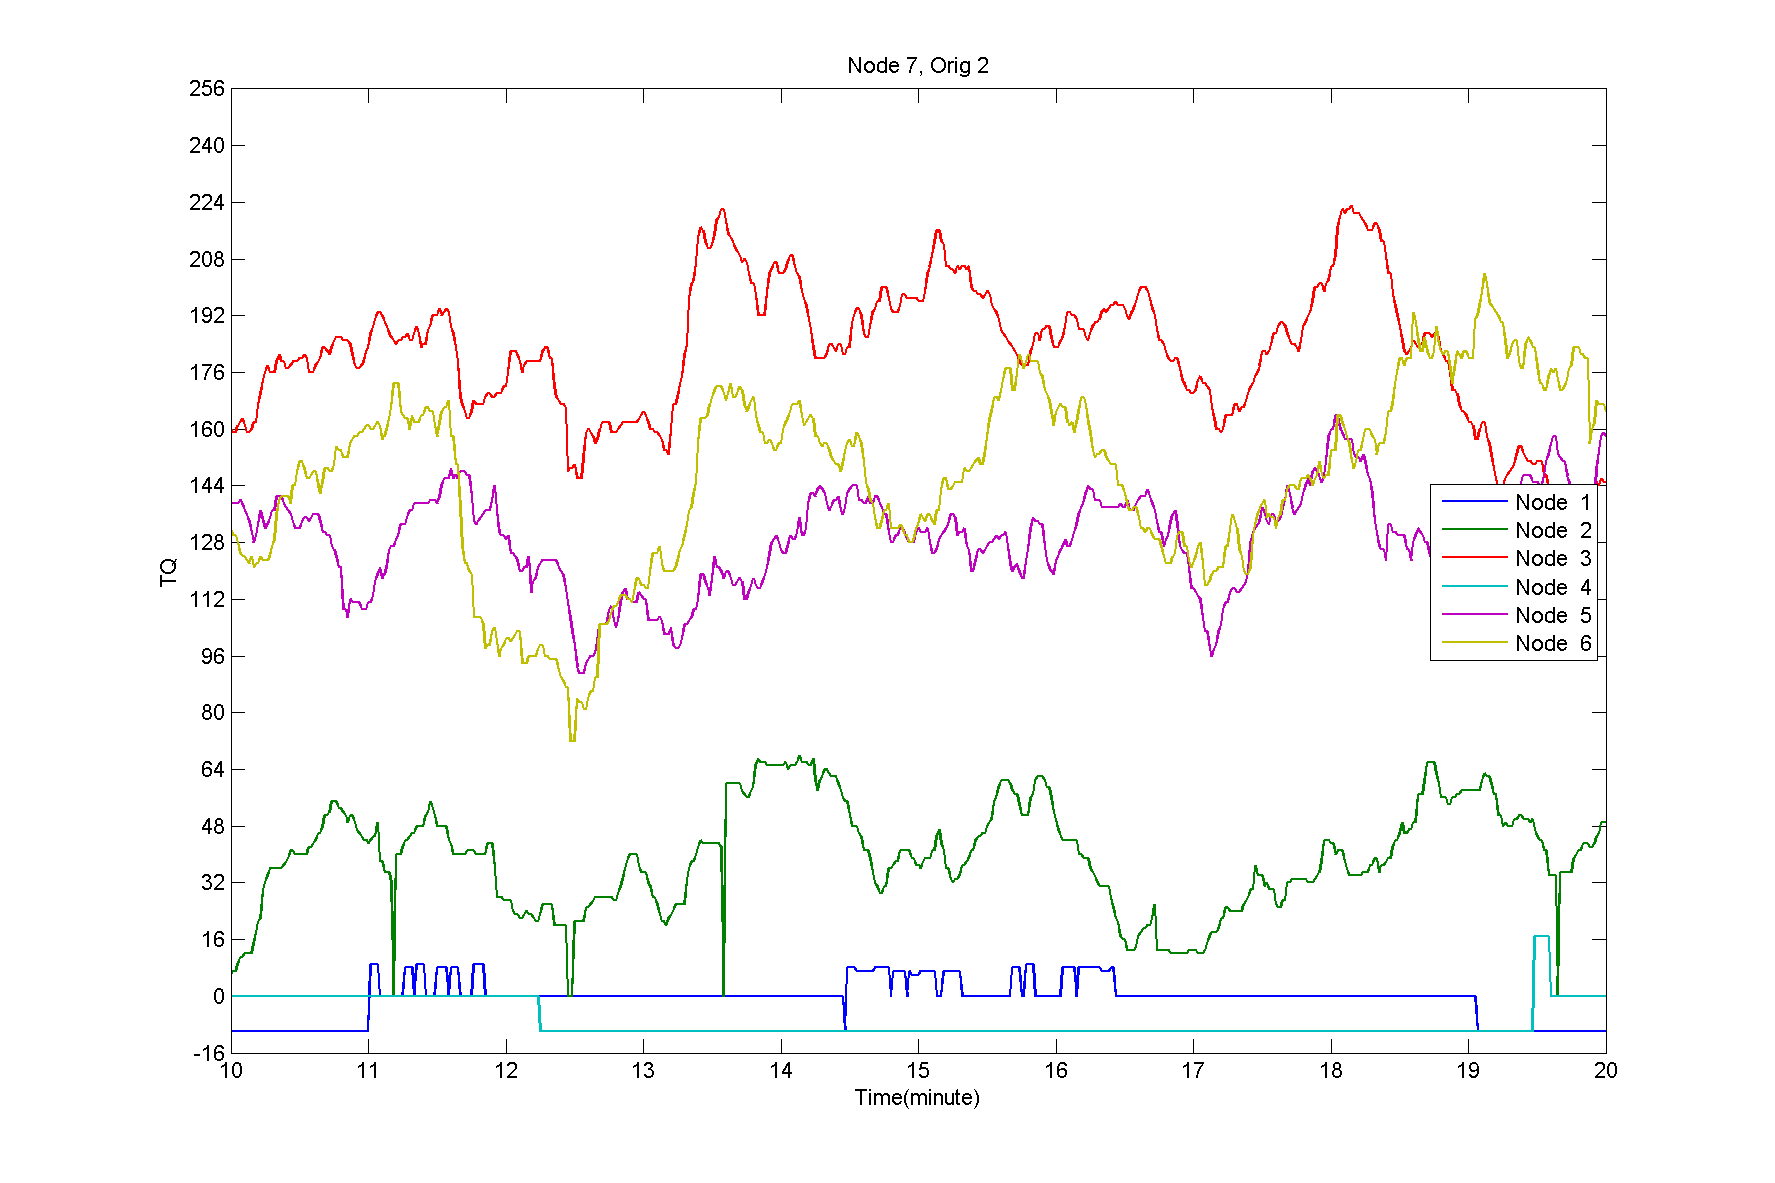 Node 7, Orig 2
256
240
224
208
192
176
160
144
128
112
96
80
64
48
32
16
0
-16
TQ
Node 1
Node 2
Node 3
Node 4
Node 5
Node 6
10 11 12 13 14 15 16 17 18 19 20
Time(minute)